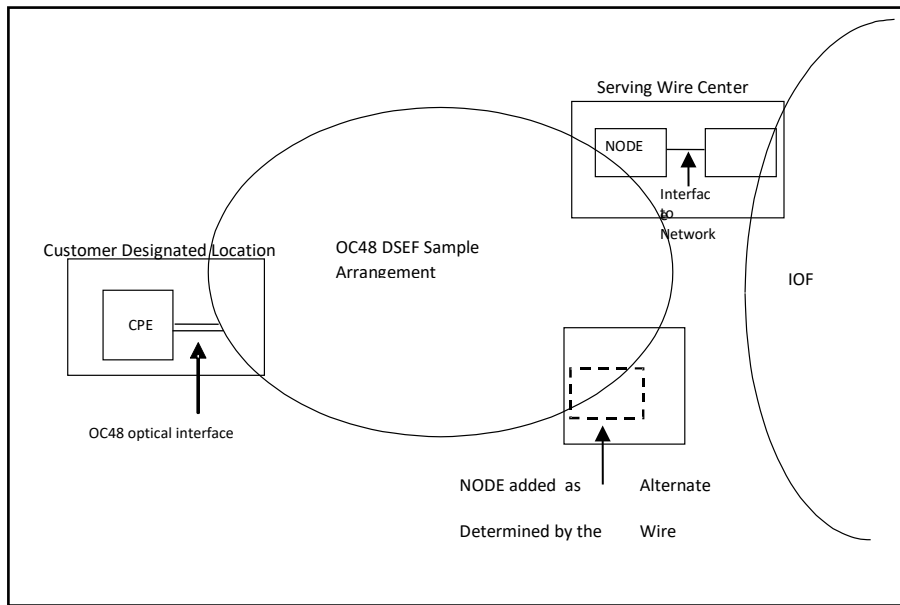 Serving Wire Center
NODE
Interfac
to
Network
Customer Designated Location
OC48 DSEF Sample
Arrangement
IOF
CPE
OC48 optical interface
NODE added as Alternate
Determined by the Wire